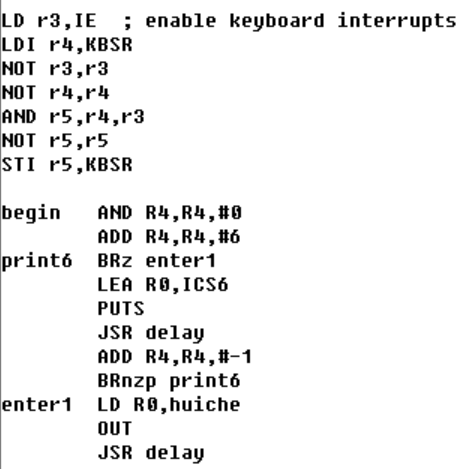 LD r3,IE  ; enable keyboard interrupts
LDI r4,KBSR
NOT r3,r3
NOT r4,r4
AND r5,r4,r3
NOT r5,r5
STI r5,KBSR

begin   AND R4,R4,#0
        ADD R4,R4,#6
print6  BRz enter1
        LEA R0,ICS6
        PUTS
        JSR delay
        ADD R4,R4,#-1
        BRnzp print6
enter1  LD R0,huiche
        OUT
        JSR delay